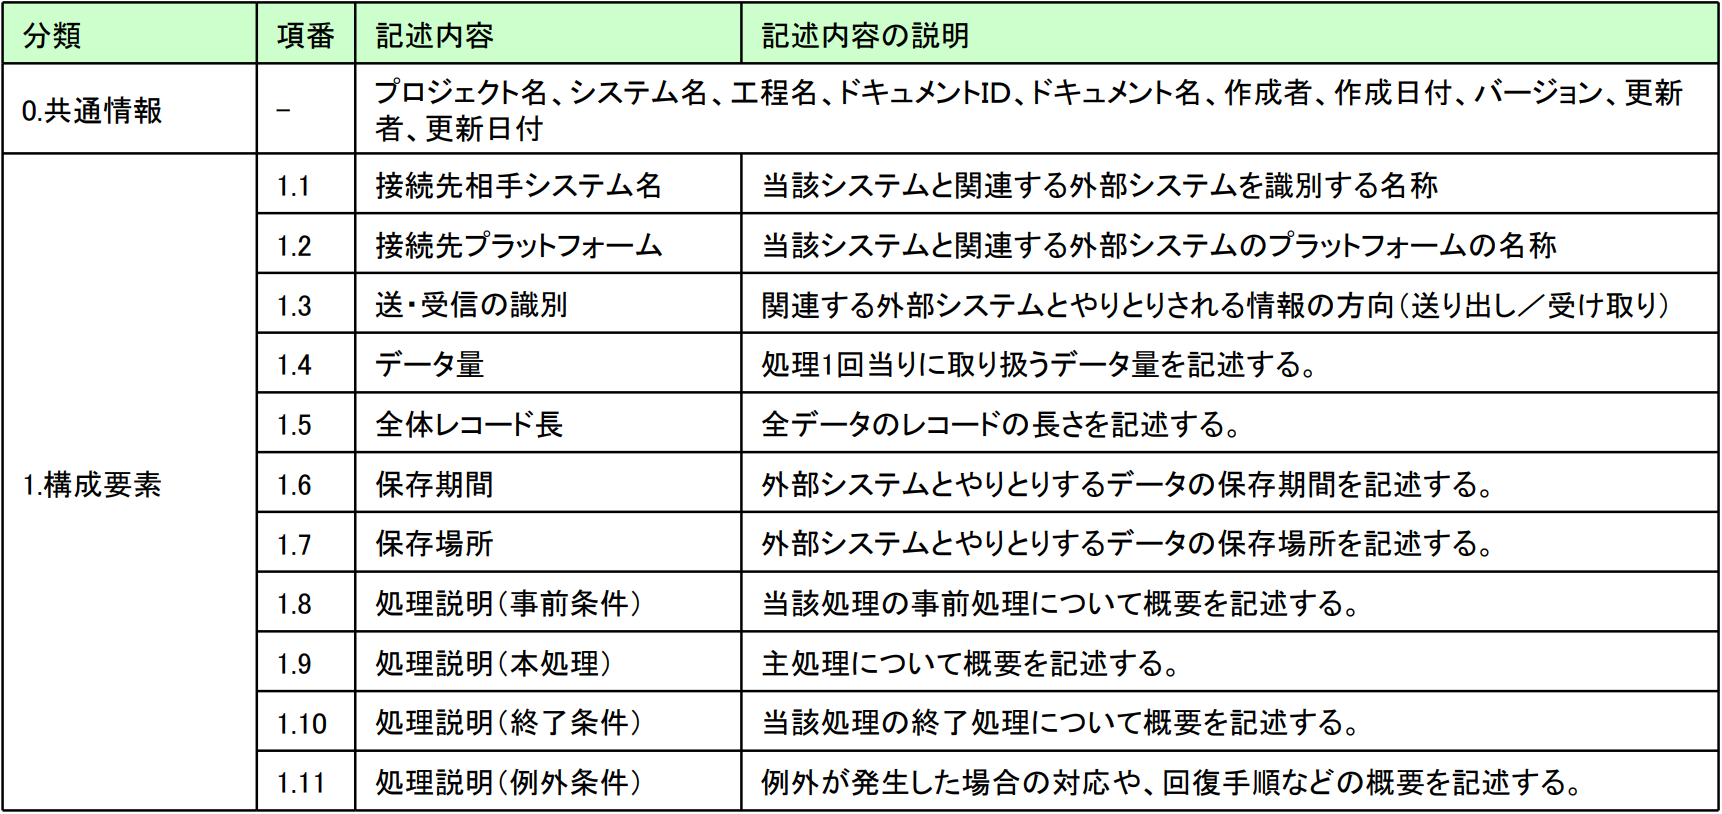 分類 項番 記述内容 記述内容の説明
0.共通情報 - プロジェクト名、システム名、工程名、ドキュメントID、ドキュメント名、作成者、作成日付、バージョン、更新
者、更新日付
1.構成要素
1.1 接続先相手システム名 当該システムと関連する外部システムを識別する名称
1.2 接続先プラットフォーム 当該システムと関連する外部システムのプラットフォームの名称
1.3 送・受信の識別 関連する外部システムとやりとりされる情報の方向(送り出し/受け取り)
1.4 データ量 処理1回当りに取り扱うデータ量を記述する。
1.5 全体レコード長 全データのレコードの長さを記述する。
1.6 保存期間 外部システムとやりとりするデータの保存期間を記述する。
1.7 保存場所 外部システムとやりとりするデータの保存場所を記述する。
1.8 処理説明(事前条件) 当該処理の事前処理について概要を記述する。
1.9 処理説明(本処理) 主処理について概要を記述する。
1.10 処理説明(終了条件) 当該処理の終了処理について概要を記述する。
1.11 処理説明(例外条件) 例外が発生した場合の対応や、回復手順などの概要を記述する。